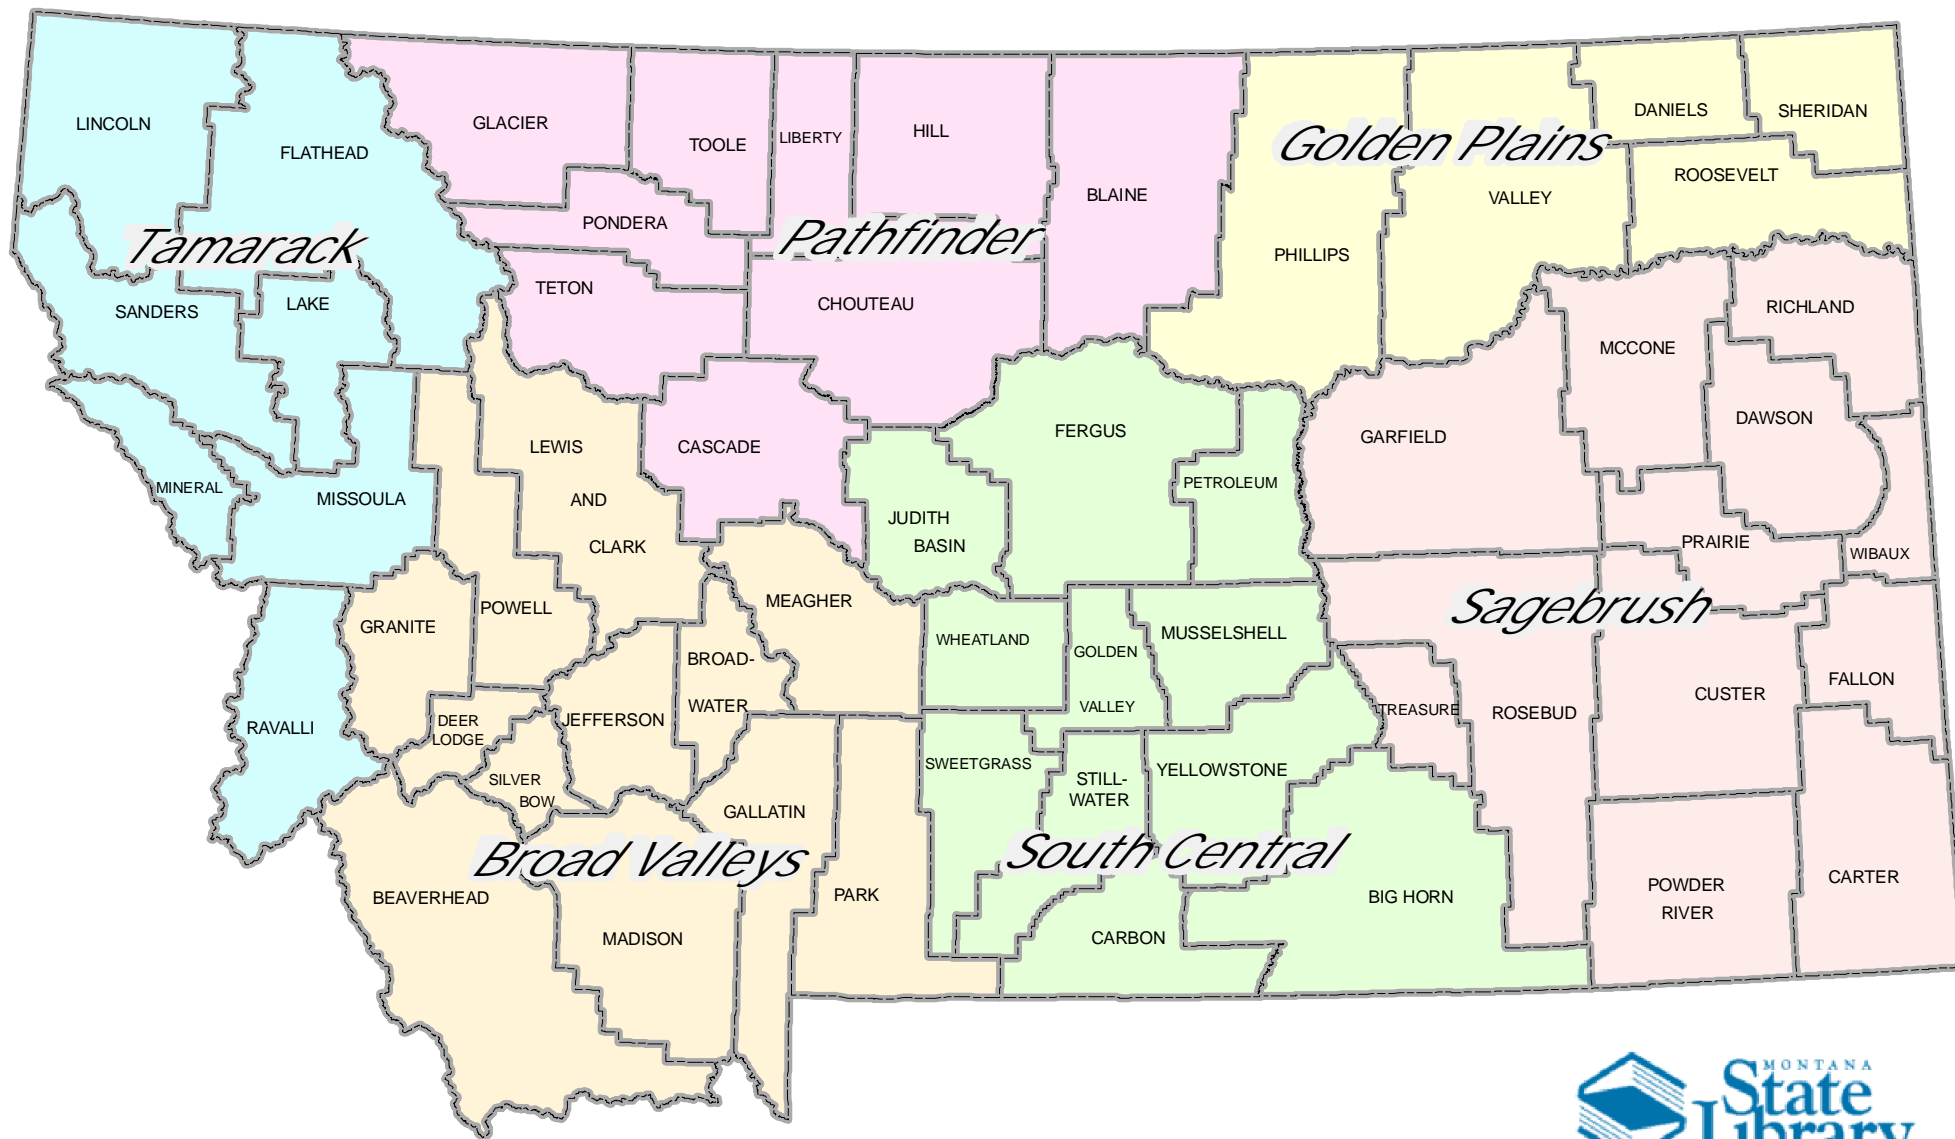 LINCOLN
FLATHEAD
GLACIER
TOOLE
LIBERTY
HILL
BLAINE
DANIELS
SHERIDAN
Golden Plains
VALLEY
ROOSEVELT
PHILLIPS
PONDERA
Pathfinder
Tamarack
SANDERS
LAKE
TETON
CHOUTEAU
RICHLAND
MCCONE
DAWSON
GARFIELD
FERGUS
CASCADE
LEWIS
AND
CLARK
MINERAL
MISSOULA
PETROLEUM
JUDITH
BASIN
PRAIRIE
WIBAUX
Sagebrush
POWELL
GRANITE
MEAGHER
WHEATLAND
GOLDEN
VALLEY
MUSSELSHELL
BROAD-
WATER
JEFFERSON
DEER
LODGE
RAVALLI
SILVER
BOW
TREASURE
ROSEBUD
CUSTER
FALLON
SWEETGRASS
STILL-
WATER
YELLOWSTONE
GALLATIN
Broad Valleys
South Central
BEAVERHEAD
MADISON
PARK
CARBON
BIG HORN
POWDER
RIVER
CARTER
MONTANA
State
Library